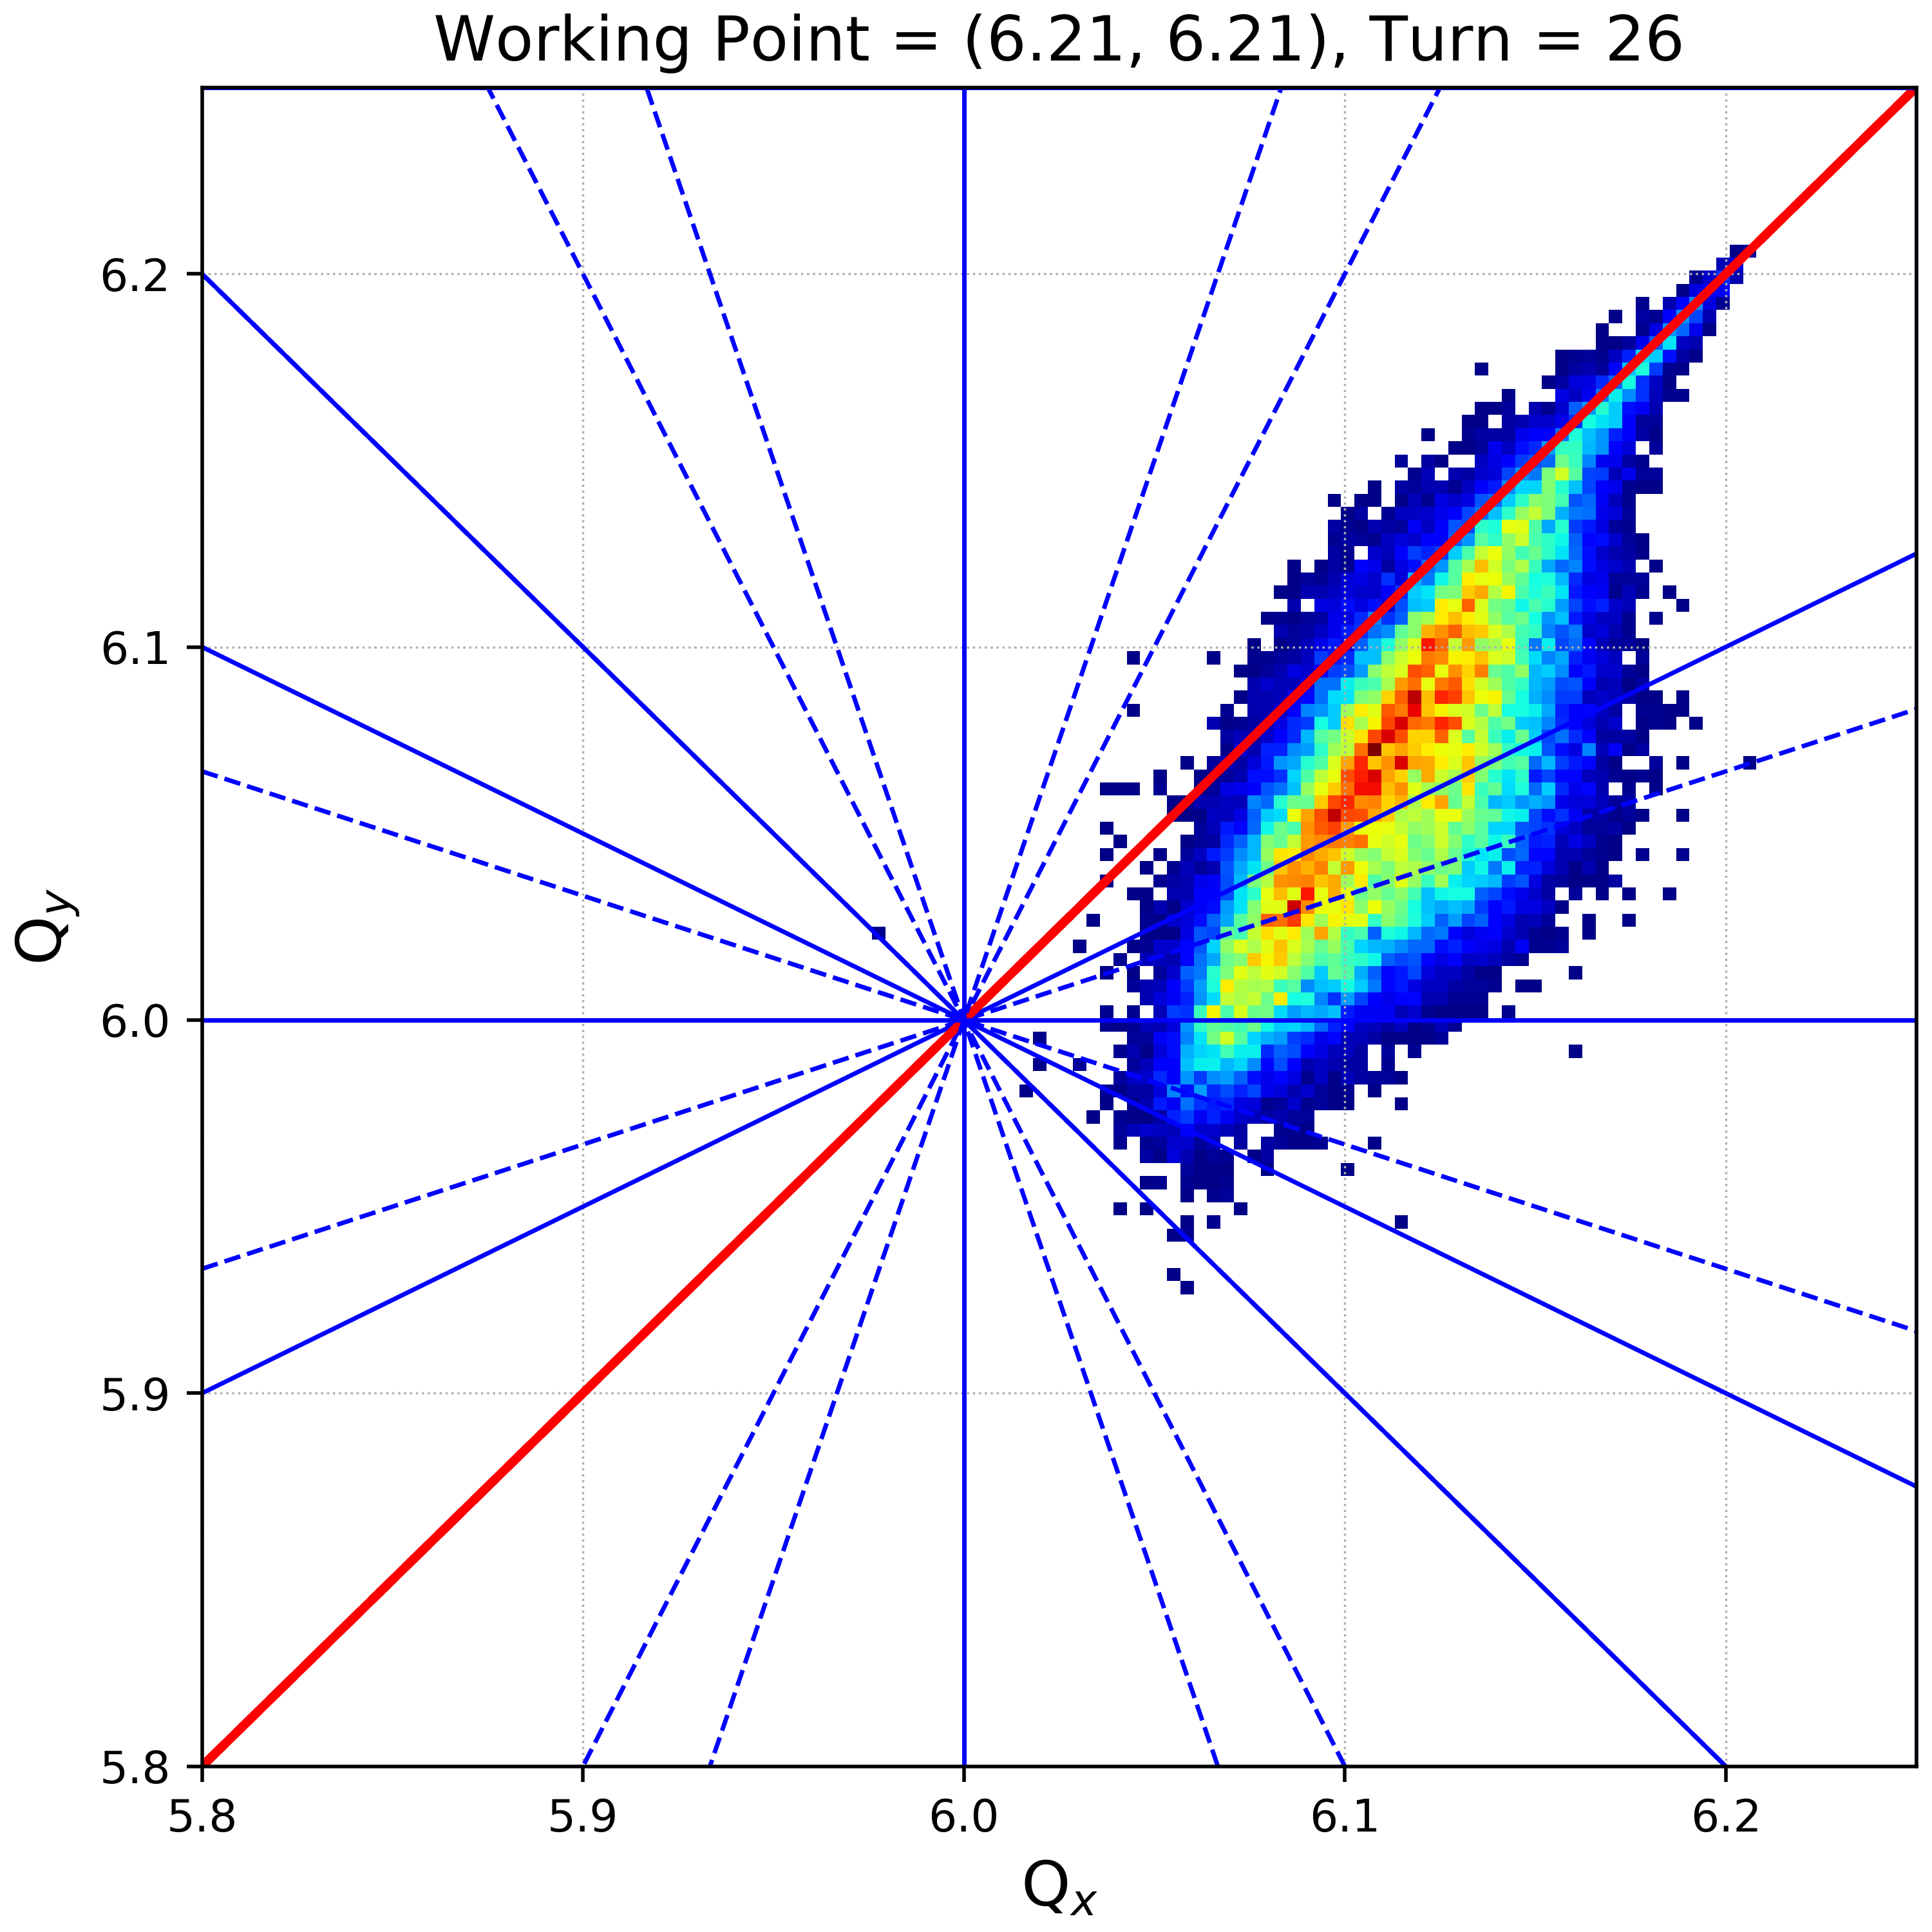 Working Point = (6.21, 6.21), Turn = 26
6.2
6.1
6.0
5.9
5.8
Qy
5.8 5.9 6.0 6.1 6.2
Qx